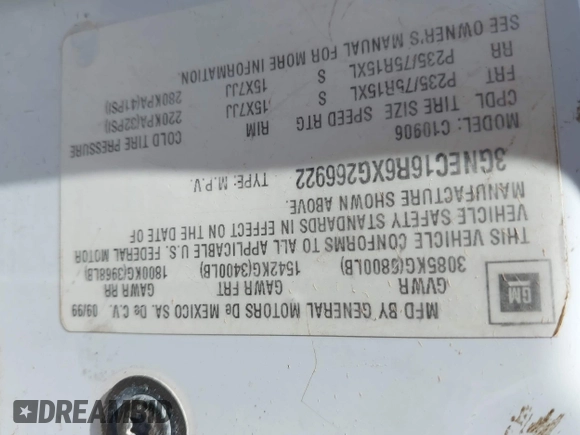 MFD BY GENERAL MOTORS De MEXICO, SA. De C.V. 09/99
GM
GVWR GAWR FRT GAWR RR
3085KG(6800LB) 1542KG(3400LB) 1800KG(3968LB)
THIS VEHICLE CONFORMS TO ALL APPLICABLE U.S. FEDERAL MOTOR
VEHICLE SAFETY STANDARDS IN EFFECT ON THE DATE OF
MANUFACTURE SHOWN ABOVE.
3GNEC16R6XG266922 TYPE: M.P.V.
MODEL: C10906
CPDL TIRE SIZE SPEED RTG RIM COLD TIRE PRESSURE
FRT P235/75R15XL S 15X7JJ 220KPA(32PSI)
RR P235/75R15XL S 15X7JJ 280KPA(41PSI)
SEE OWNER'S MANUAL FOR MORE INFORMATION.
DREAMBID